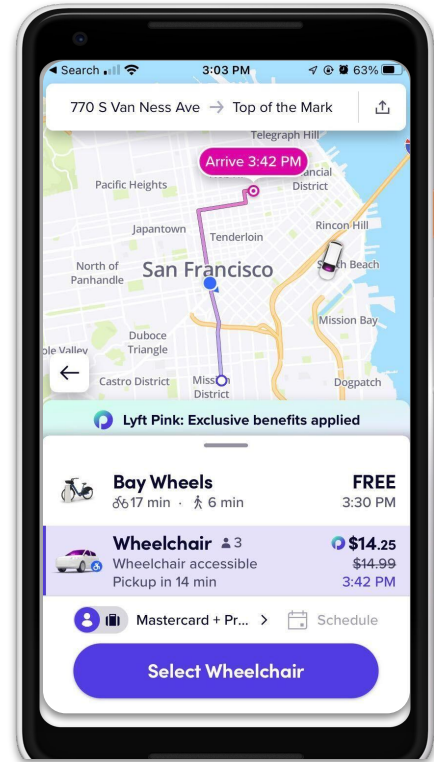 Search
3:03 PM
63%
770 S Van Ness Ave → Top of the Mark
Telegraph Hill
Arrive 3:42 PM
ancial
District
Pacific Heights
Japantown
Tenderloin
Rincon Hill
North of
Panhandle
San Francisco
South Beach
Mission Bay
Duboce
Triangle
ole Valley
Castro District
Mission
District
Dogpatch
Lyft Pink: Exclusive benefits applied
Bay Wheels
FREE
17 min · 6 min
3:30 PM
Wheelchair 3
$14.25
Wheelchair accessible
$14.99
Pickup in 14 min
3:42 PM
Mastercard + Pr...
Schedule
Select Wheelchair